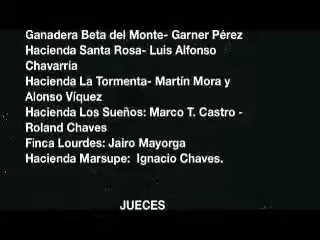 Ganadera Beta del Monte- Garner Pérez
Hacienda Santa Rosa- Luis Alfonso
Chavarría
Hacienda La Tormenta- Martín Mora y
Alonso Víquez
Hacienda Los Sueños: Marco T. Castro -
Roland Chaves
Finca Lourdes: Jairo Mayorga
Hacienda Marsupe:  Ignacio Chaves.
JUECES